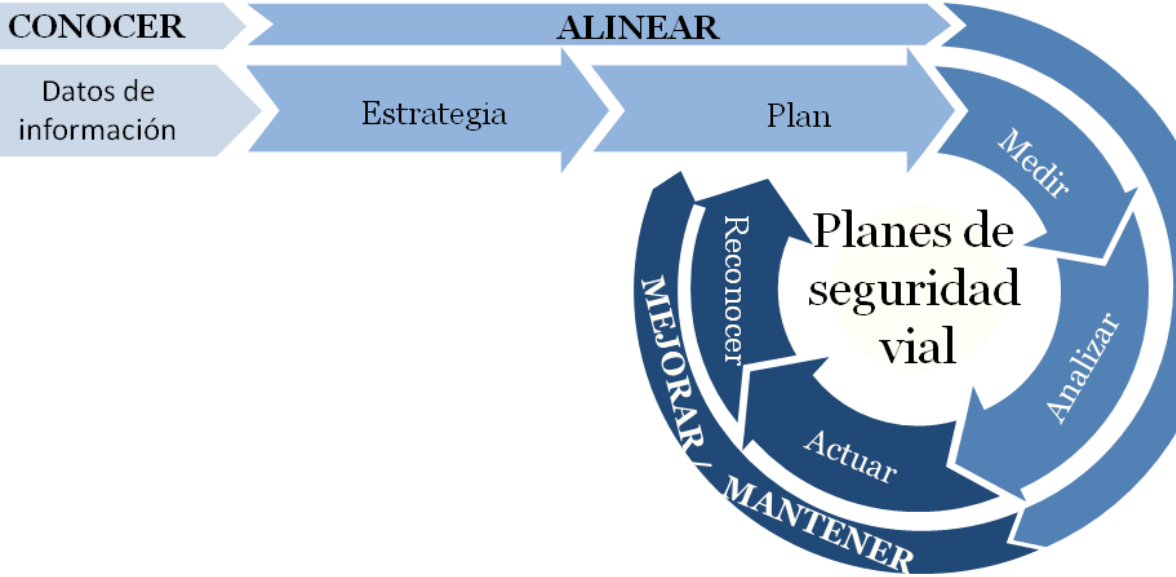 CONOCER
ALINEAR
Datos de
información
Estrategia
Plan
Medir
Analizar
Actuar
Reconocer
Planes de
seguridad
vial
MEJORAR / MANTENER